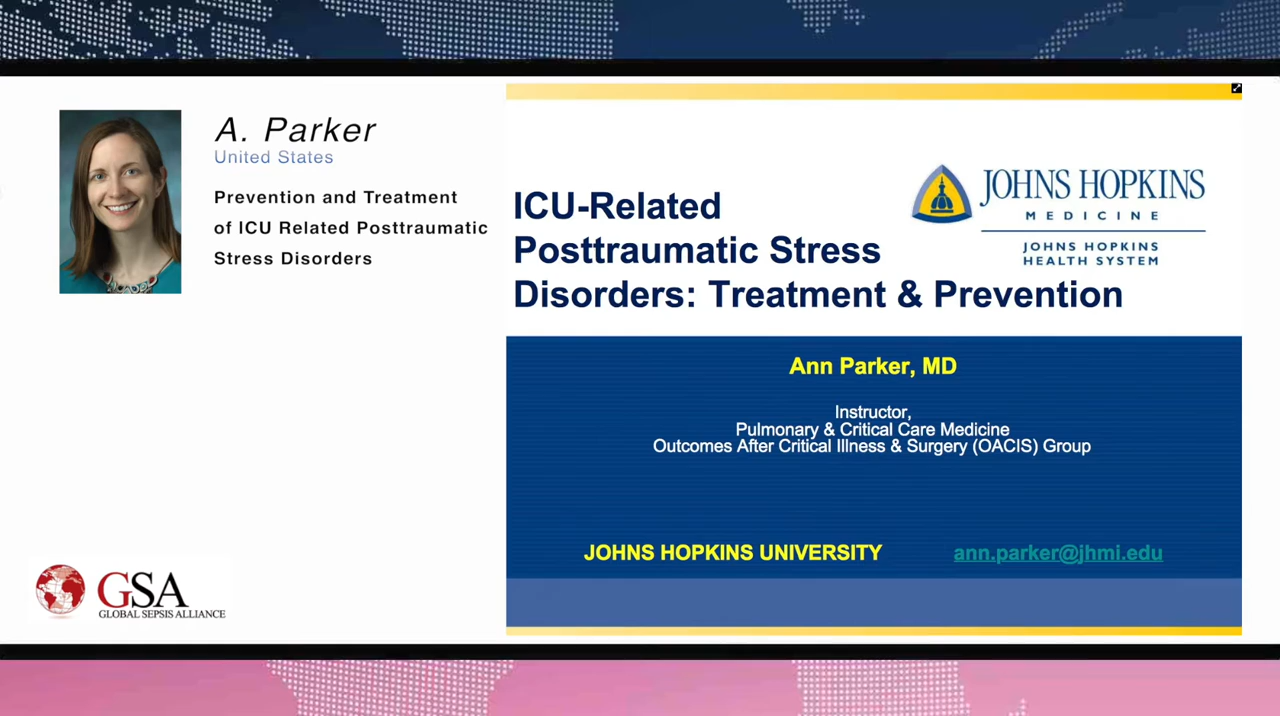 A. Parker
United States
Prevention and Treatment
of ICU Related Posttraumatic
Stress Disorders
ICU-Related
Posttraumatic Stress
Disorders: Treatment & Prevention
JOHNS HOPKINS
MEDICINE
JOHNS HOPKINS
HEALTH SYSTEM
Ann Parker, MD
Instructor,
Pulmonary & Critical Care Medicine
Outcomes After Critical Illness & Surgery (OACIS) Group
JOHNS HOPKINS UNIVERSITY ann.parker@jhmi.edu
GSA
GLOBAL SEPSIS ALLIANCE